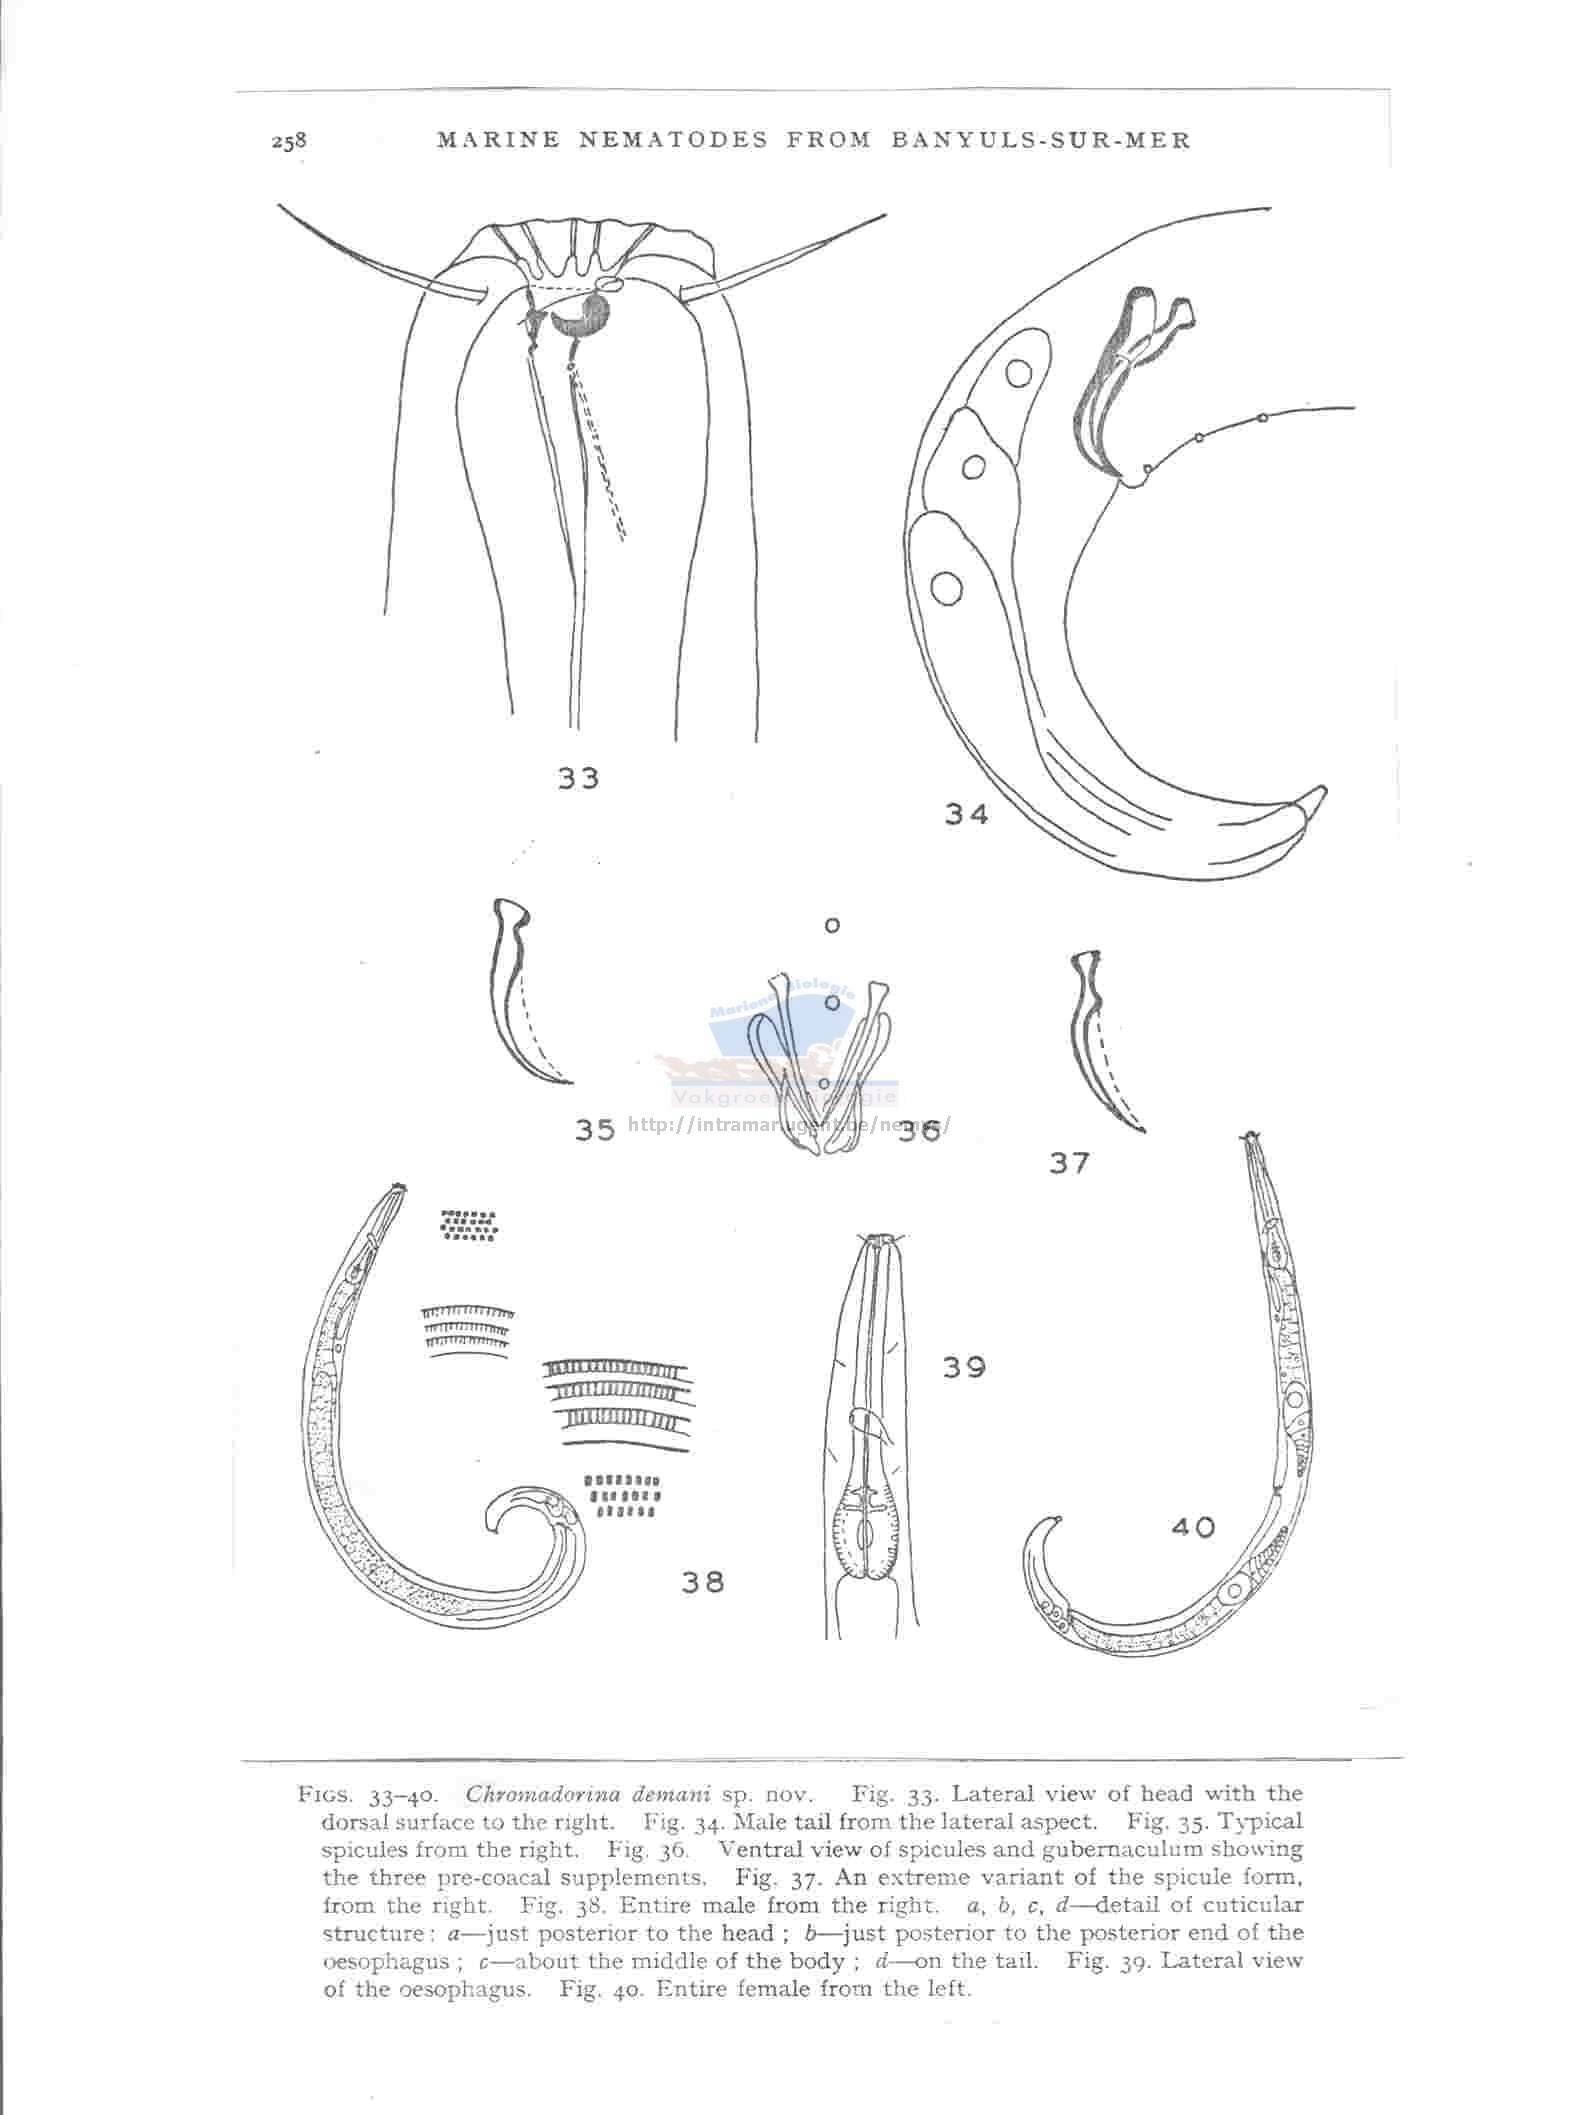 258 MARINE NEMATODES FROM BANYULS-SUR-MER
33
34
35
36
37
Mariene Biologie
Vakgroep Biologie
http://intramar.ugent.be/nemys/
38
39
40
FIGS. 33–40. Chromadorina demani sp. nov. Fig. 33. Lateral view of head with the
dorsal surface to the right. Fig. 34. Male tail from the lateral aspect. Fig. 35. Typical
spicules from the right. Fig. 36. Ventral view of spicules and gubernaculum showing
the three pre-coacal supplements. Fig. 37. An extreme variant of the spicule form,
from the right. Fig. 38. Entire male from the right. a, b, c, d—detail of cuticular
structure: a—just posterior to the head; b—just posterior to the posterior end of the
oesophagus; c—about the middle of the body; d—on the tail. Fig. 39. Lateral view
of the oesophagus. Fig. 40. Entire female from the left.